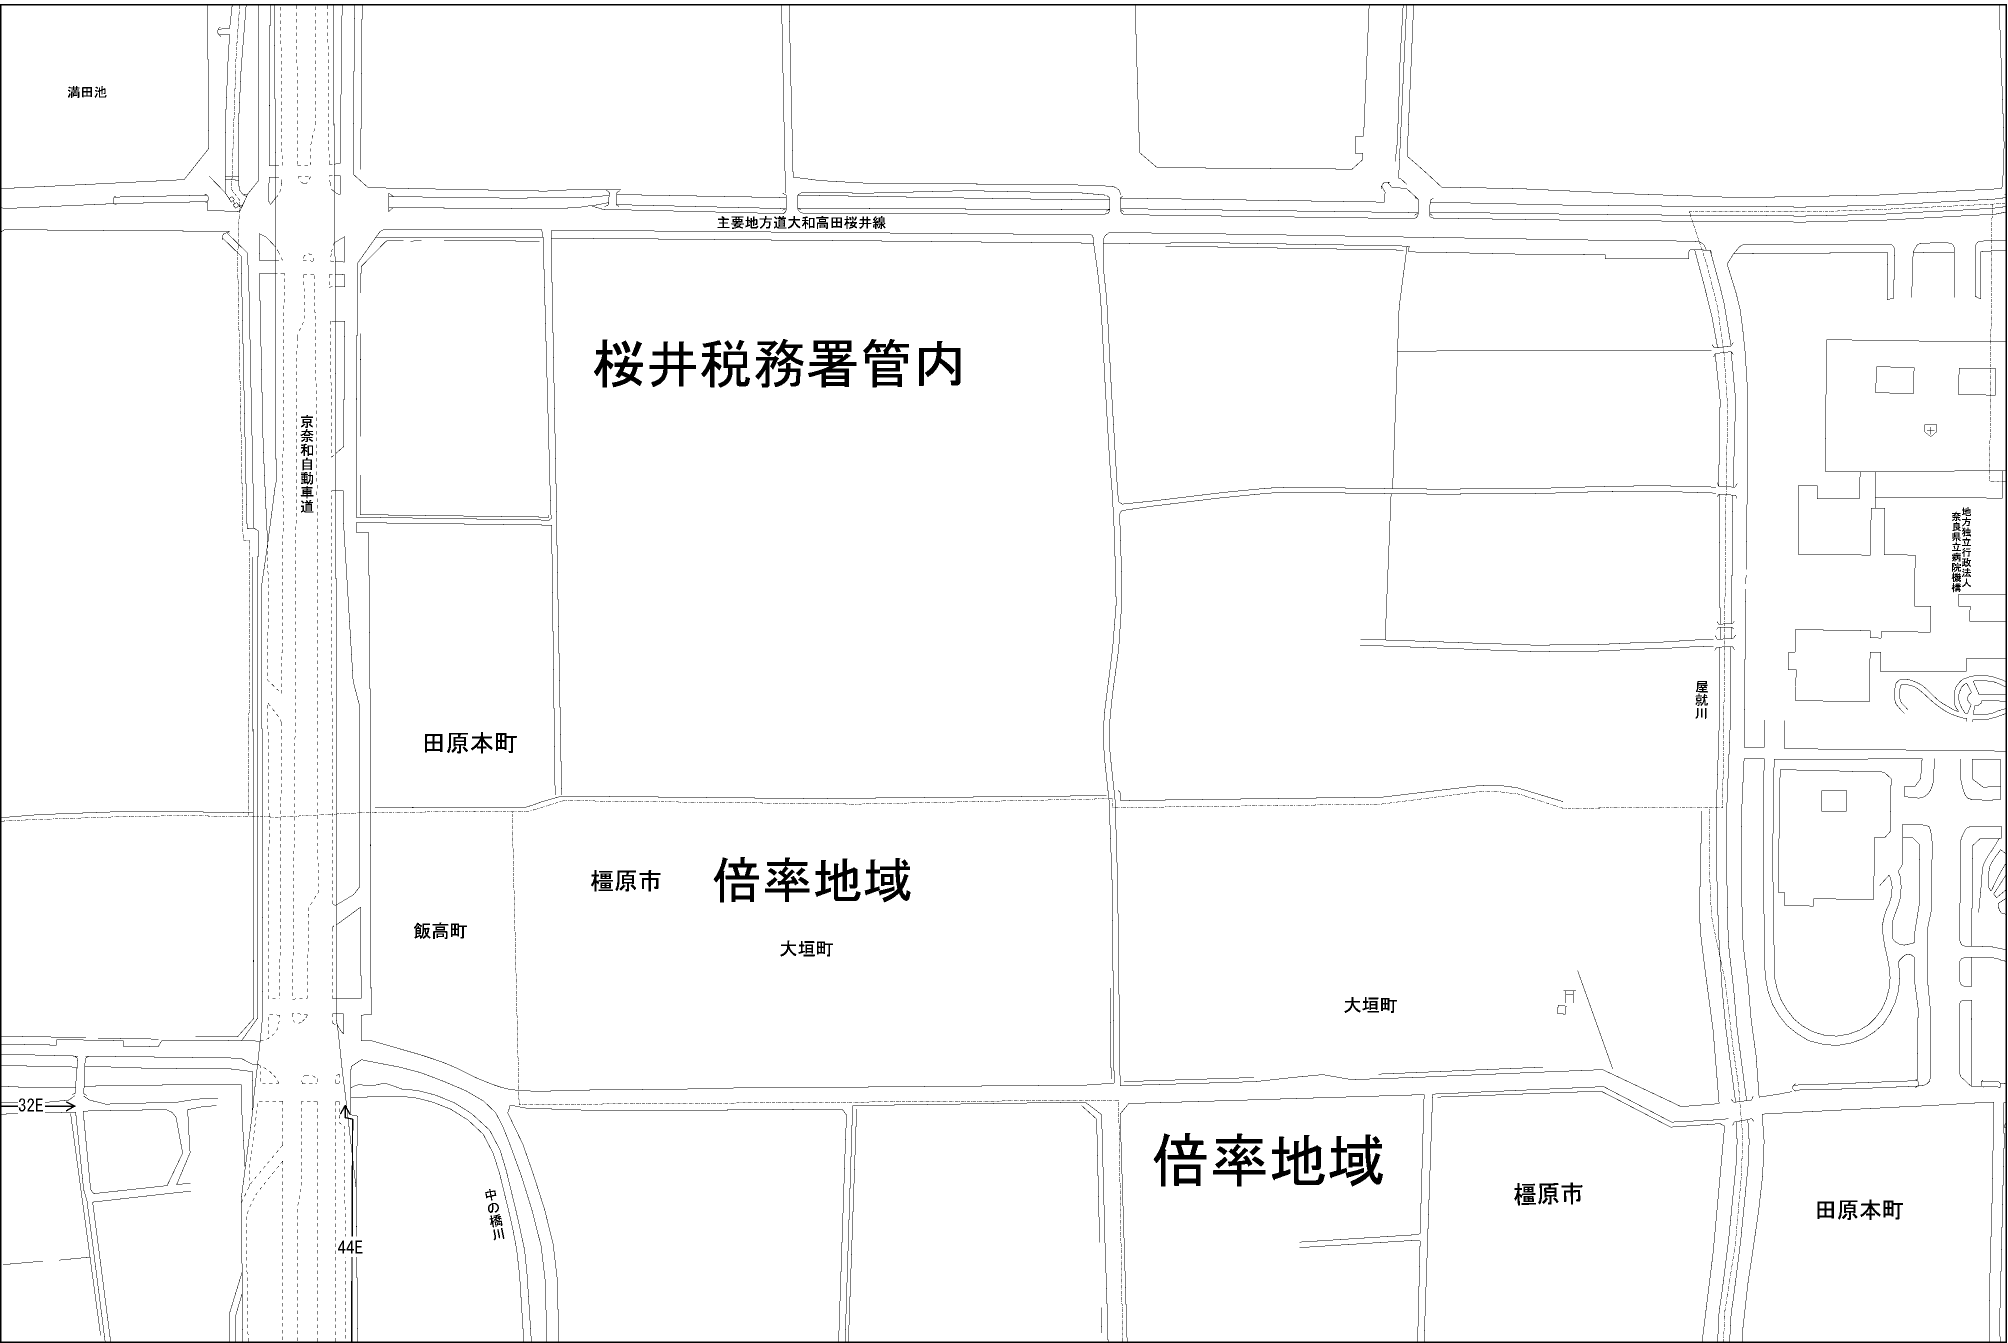 満田池
主要地方道大和高田桜井線
桜井税務署管内
京奈和自動車道
地方独立行政法人
奈良県立病院機構
屋就川
田原本町
橿原市
倍率地域
飯高町
大垣町
大垣町
32E
倍率地域
橿原市
田原本町
中の橋川
44E